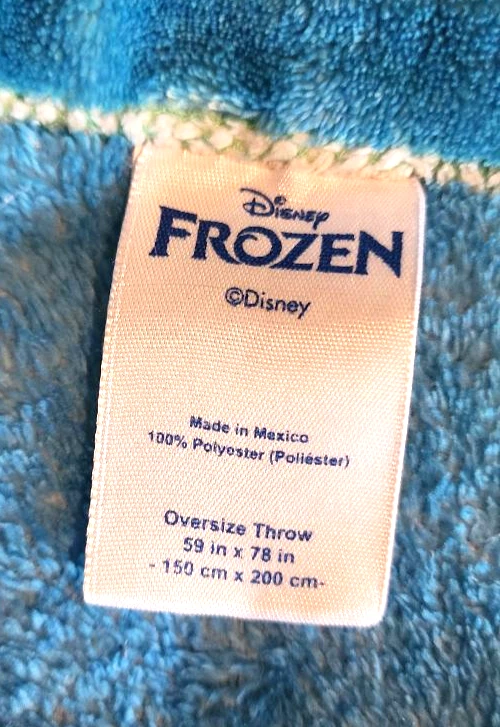 Disney
FROZEN
©Disney
Made in Mexico
100% Polyester (Poliéster)
Oversize Throw
59 in x 78 in
- 150 cm x 200 cm-